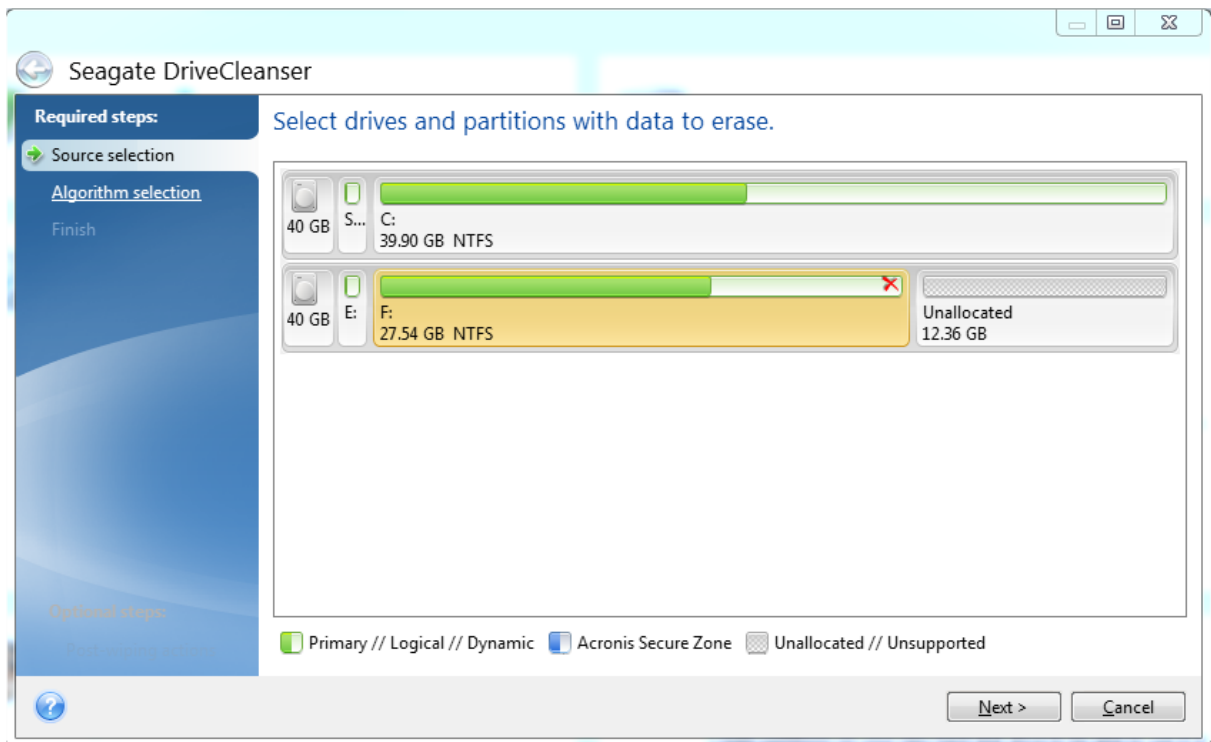 Seagate DriveCleanser
Required steps:
Source selection
Algorithm selection
Finish
Optional steps:
Select drives and partitions with data to erase.
40 GB
S...
C:
39.90 GB NTFS
40 GB
E:
F:
27.54 GB NTFS
Unallocated
12.36 GB
Primary // Logical // Dynamic
Acronis Secure Zone
Unallocated // Unsupported
?
Next >
Cancel